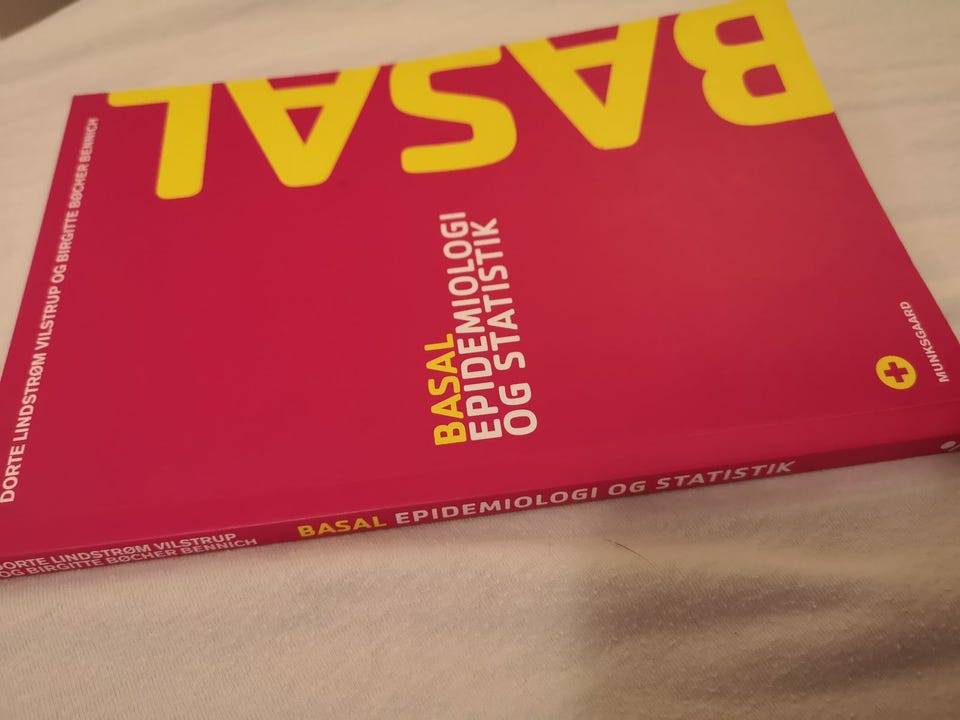 DORTE LINDSTRØM VILSTRUP OG BIRGITTE BØCHER BENNICH
BASAL
BASAL
EPIDEMIOLOGI
OG STATISTIK
MUNKSGAARD
DORTE LINDSTRØM VILSTRUP
OG BIRGITTE BØCHER BENNICH
BASAL EPIDEMIOLOGI OG STATISTIK